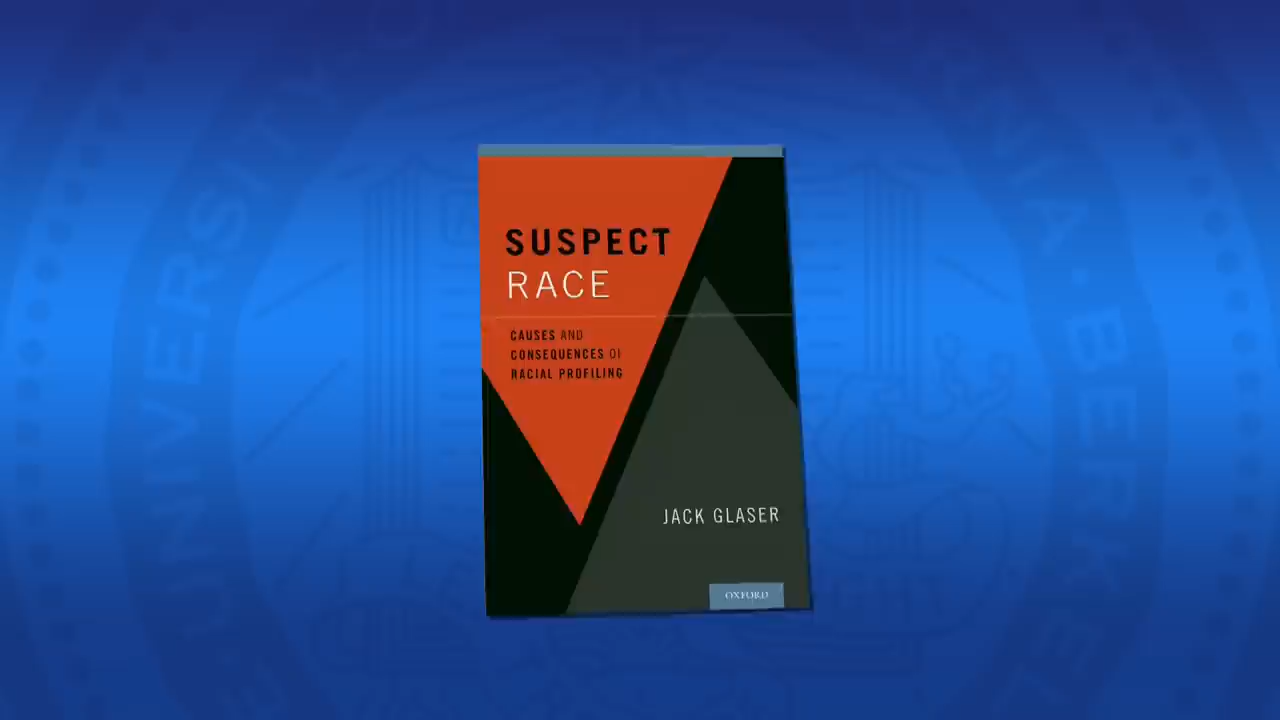 SUSPECT
RACE
CAUSES AND
CONSEQUENCES OF
RACIAL PROFILING
JACK GLASER
OXFORD